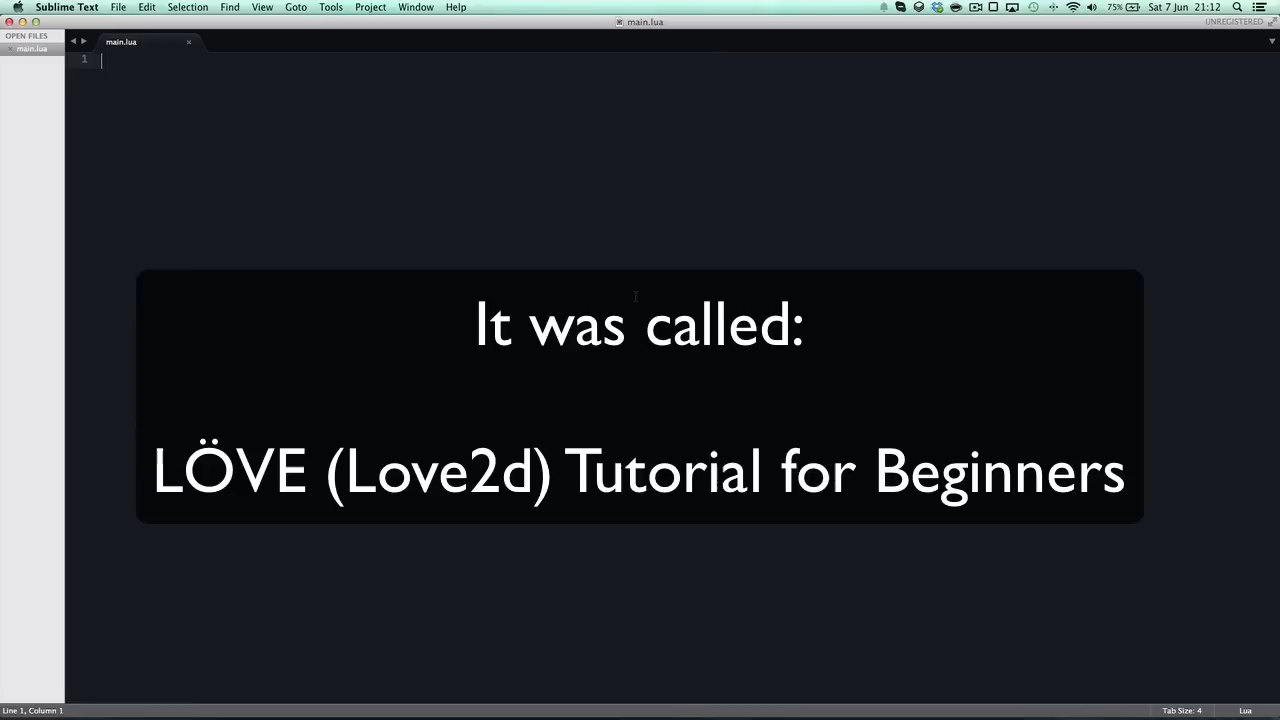 Sublime Text File Edit Selection Find View Goto Tools Project Window Help 75% Sat 7 Jun 21:12
main.lua UNREGISTERED
OPEN FILES
main.lua
main.lua
1
It was called:
LÖVE (Love2d) Tutorial for Beginners
Line 1, Column 1 Tab Size: 4 Lua